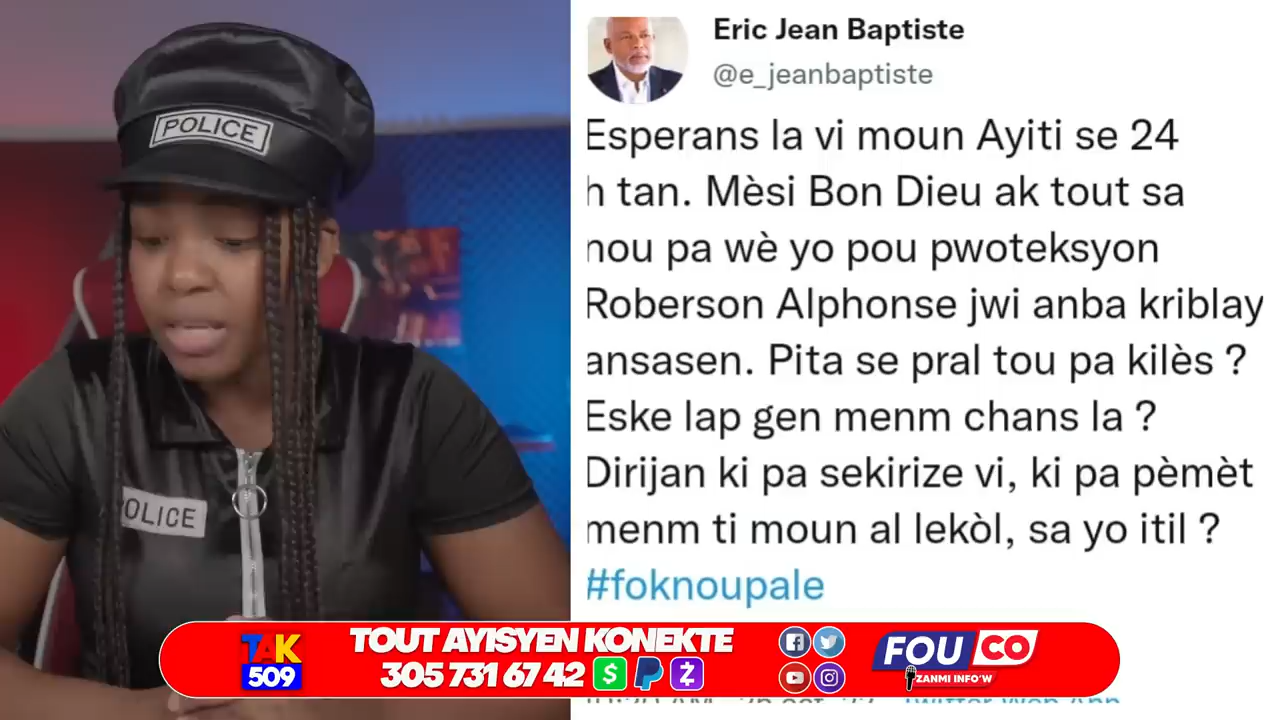 POLICE
OLICE
Eric Jean Baptiste
@e_jeanbaptiste
Esperans la vi moun Ayiti se 24
h tan. Mèsi Bon Dieu ak tout sa
nou pa wè yo pou pwoteksyon
Roberson Alphonse jwi anba kriblay
ansasen. Pita se pral tou pa kilès ?
Eske lap gen menm chans la ?
Dirijan ki pa sekirize vi, ki pa pèmèt
menm ti moun al lekòl, sa yo itil ?
#foknoupale
TAK
509
TOUT AYISYEN KONEKTE
305 731 67 42
FOUCO
ZANMI INFO'W